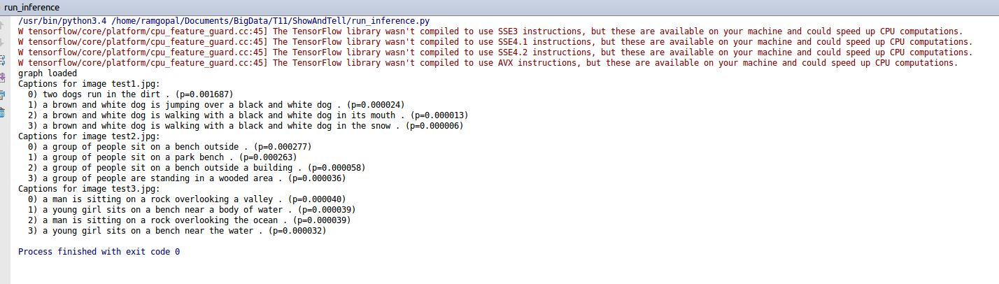 run_inference
/usr/bin/python3.4 /home/ramgopal/Documents/BigData/T11/ShowAndTell/run_inference.py
W tensorflow/core/platform/cpu_feature_guard.cc:45] The TensorFlow library wasn't compiled to use SSE3 instructions, but these are available on your machine and could speed up CPU computations.
W tensorflow/core/platform/cpu_feature_guard.cc:45] The TensorFlow library wasn't compiled to use SSE4.1 instructions, but these are available on your machine and could speed up CPU computations.
W tensorflow/core/platform/cpu_feature_guard.cc:45] The TensorFlow library wasn't compiled to use SSE4.2 instructions, but these are available on your machine and could speed up CPU computations.
W tensorflow/core/platform/cpu_feature_guard.cc:45] The TensorFlow library wasn't compiled to use AVX instructions, but these are available on your machine and could speed up CPU computations.
graph loaded
Captions for image test1.jpg:
  0) two dogs run in the dirt . (p=0.001687)
  1) a brown and white dog is jumping over a black and white dog . (p=0.000024)
  2) a brown and white dog is walking with a black and white dog in its mouth . (p=0.000013)
  3) a brown and white dog is walking with a black and white dog in the snow . (p=0.000006)
Captions for image test2.jpg:
  0) a group of people sit on a bench outside . (p=0.000277)
  1) a group of people sit on a park bench . (p=0.000263)
  2) a group of people sit on a bench outside a building . (p=0.000058)
  3) a group of people are standing in a wooded area . (p=0.000036)
Captions for image test3.jpg:
  0) a man is sitting on a rock overlooking a valley . (p=0.000040)
  1) a young girl sits on a bench near a body of water . (p=0.000039)
  2) a man is sitting on a rock overlooking the ocean . (p=0.000039)
  3) a young girl sits on a bench near the water . (p=0.000032)
Process finished with exit code 0